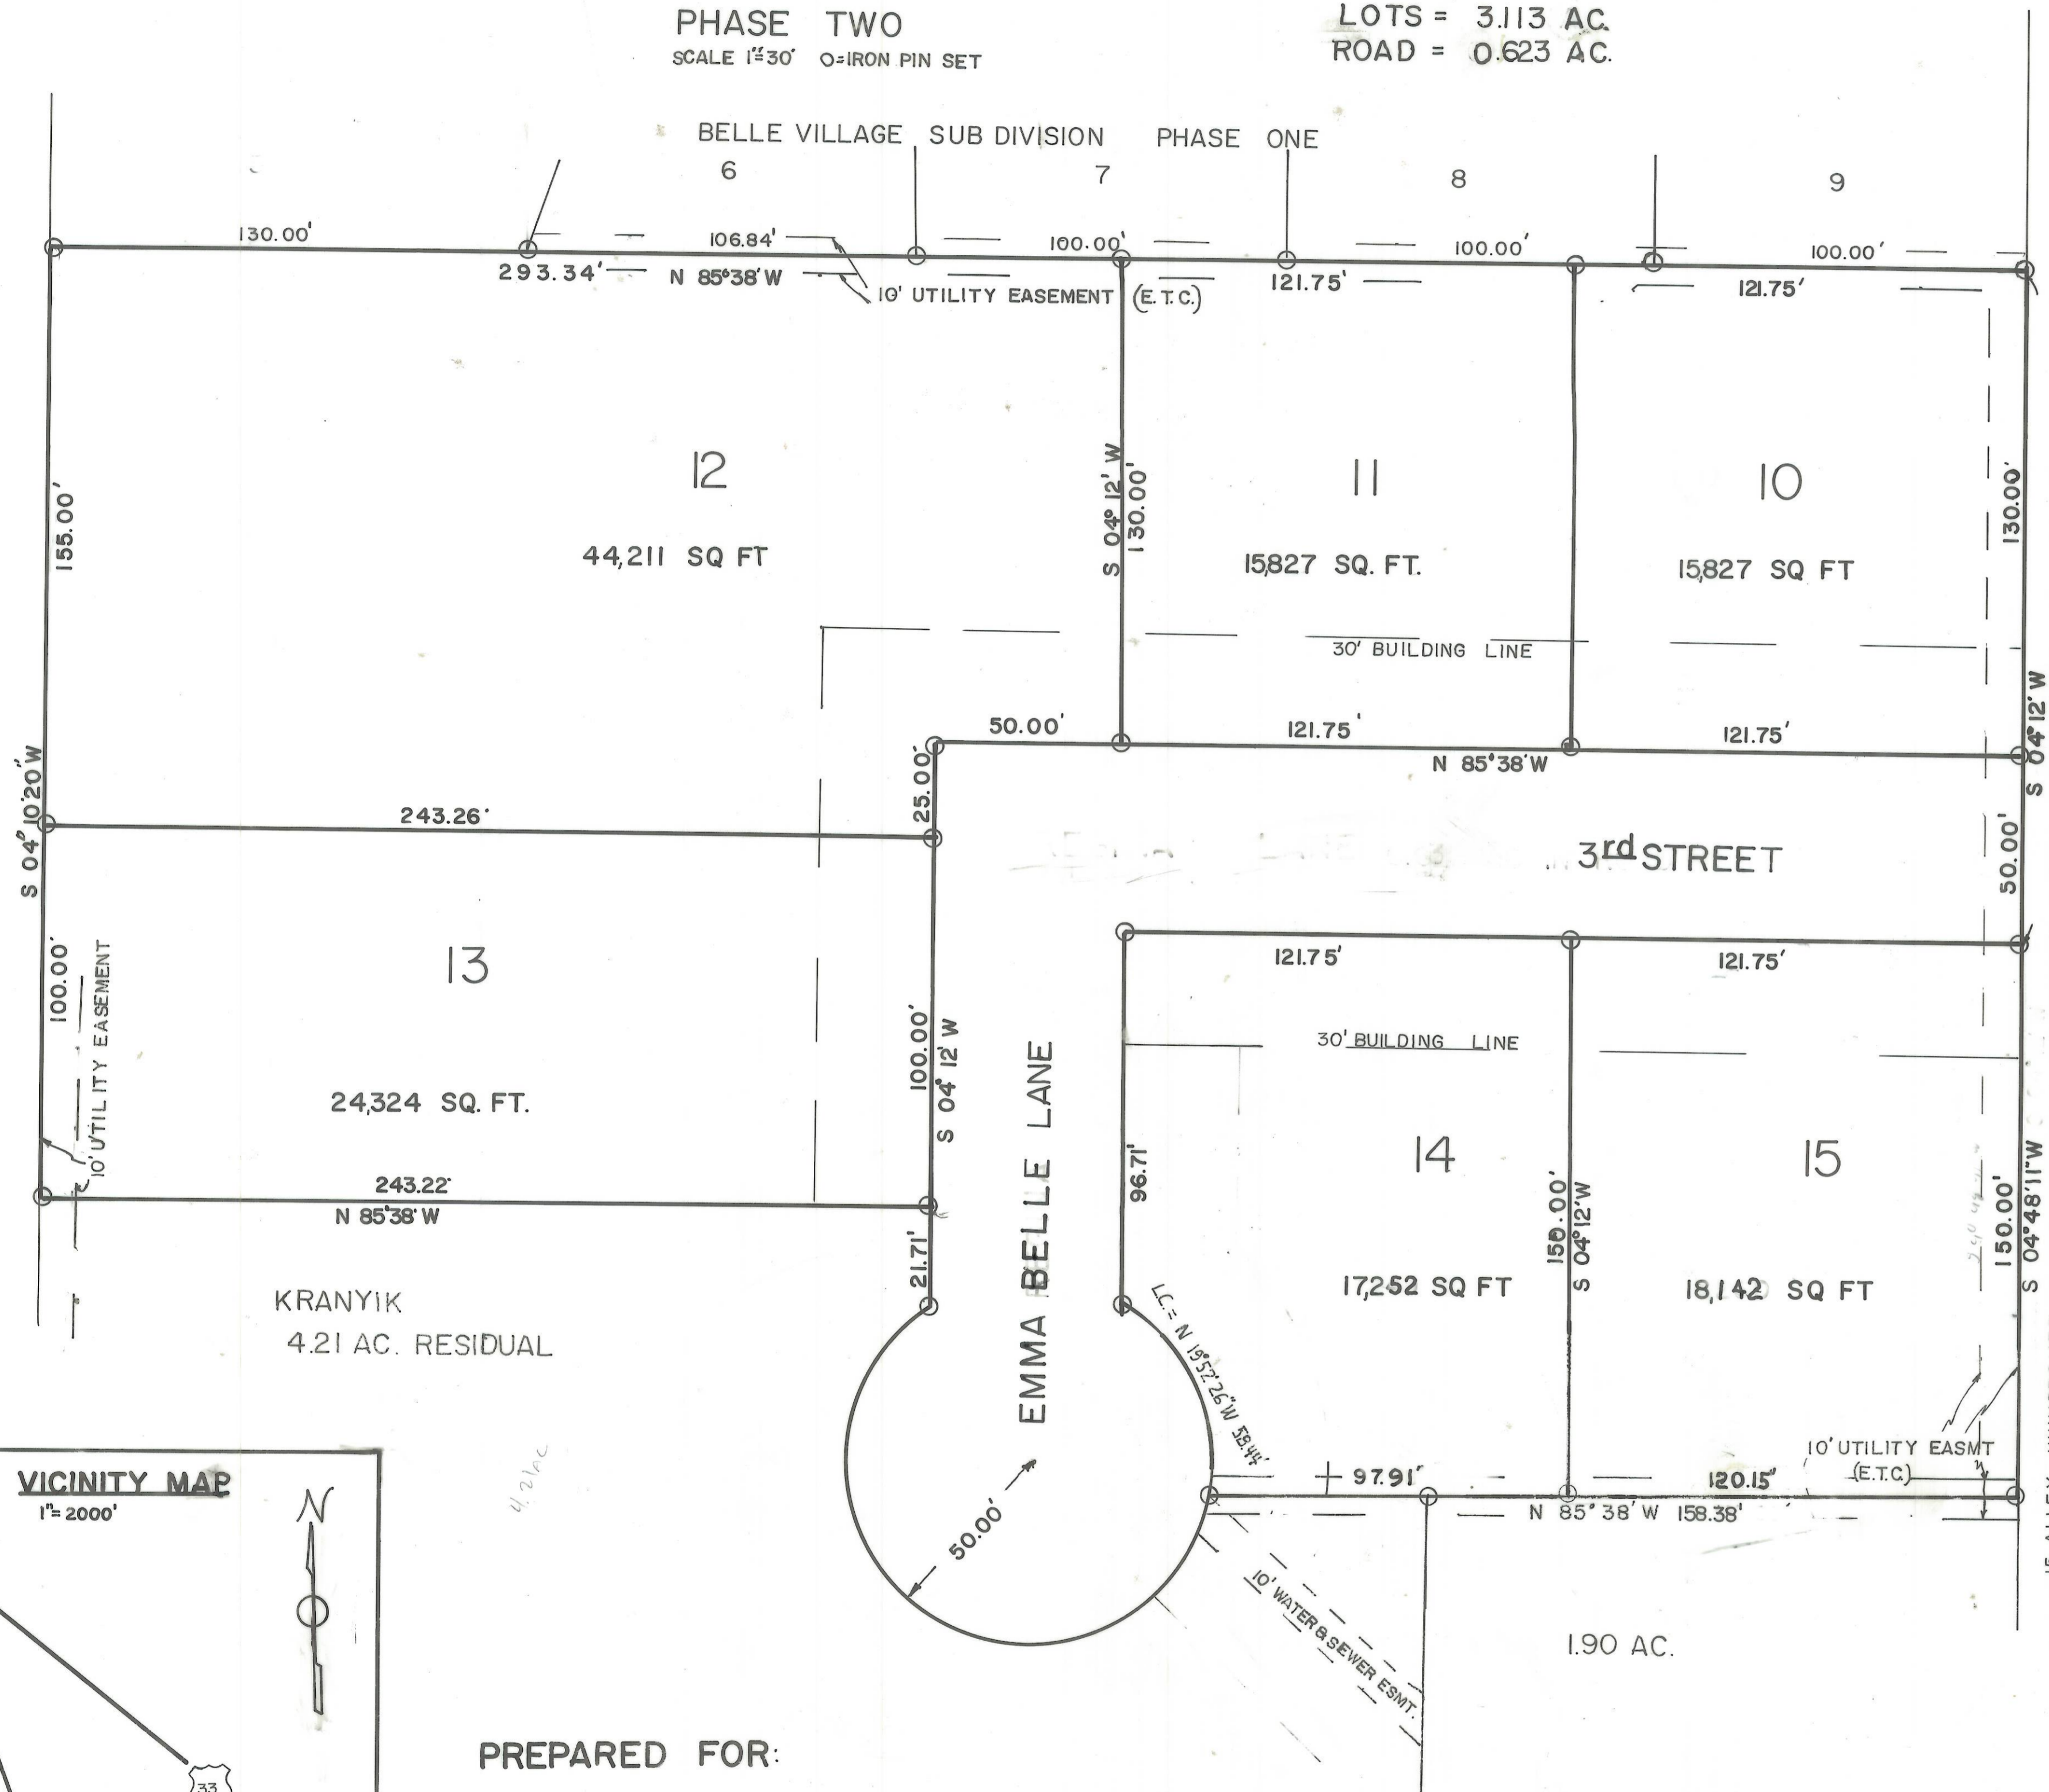 PHASE TWO
SCALE 1"=30' O=IRON PIN SET
LOTS = 3.113 AC.
ROAD = 0.623 AC.
BELLE VILLAGE SUB DIVISION PHASE ONE
6
7
8
9
130.00'
106.84'
100.00'
100.00'
100.00'
293.34' N 85°38' W
121.75'
121.75'
10' UTILITY EASEMENT (E.T.C.)
12
44,211 SQ FT
11
15,827 SQ. FT.
10
15,827 SQ FT
155.00'
S 04° 12' W
130.00'
130.00'
30' BUILDING LINE
50.00'
121.75'
121.75'
N 85°38' W
S 04°12' W
S 04°10'20" W
25.00'
243.26'
3rd STREET
50.00'
13
24,324 SQ. FT.
100.00'
10' UTILITY EASEMENT
100.00'
S 04° 12' W
121.75'
121.75'
30' BUILDING LINE
EMMA BELLE LANE
96.71'
14
17,252 SQ FT
15
18,142 SQ FT
150.00'
S 04°12' W
150.00'
S 04°48'11" W
243.22'
N 85°38' W
21.71'
KRANYIK
4.21 AC. RESIDUAL
4.21AC
L.C. = N 19°52'26" W 58.44'
10' UTILITY EASMT
(E.T.C.)
97.91'
120.15'
N 85°38' W 158.38'
50.00'
10' WATER & SEWER ESMT.
1.90 AC.
VICINITY MAP
1"= 2000'
N
33
PREPARED FOR: